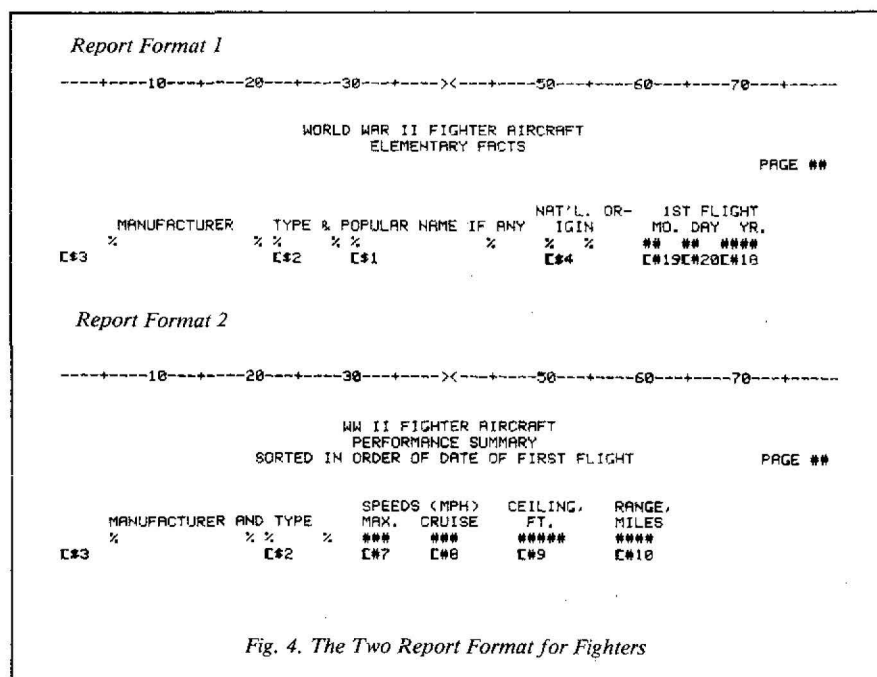 Report Format 1
----+----10---+----20---+----30---+----><---+----50---+----60---+----70---+-----
WORLD WAR II FIGHTER AIRCRAFT
ELEMENTARY FACTS
PAGE ##
NAT'L. OR- 1ST FLIGHT
MANUFACTURER TYPE & POPULAR NAME IF ANY IGIN MO. DAY YR.
% % % % % % % % ## ## ####
[$3 [$2 [$1 [$4 [#19[#20[#18
Report Format 2
----+----10---+----20---+----30---+----><---+----50---+----60---+----70---+-----
WW II FIGHTER AIRCRAFT
PERFORMANCE SUMMARY
SORTED IN ORDER OF DATE OF FIRST FLIGHT PAGE ##
SPEEDS (MPH) CEILING, RANGE,
MANUFACTURER AND TYPE MAX. CRUISE FT. MILES
% % % % ### ### ##### ####
[$3 [$2 [#7 [#8 [#9 [#10
Fig. 4. The Two Report Format for Fighters